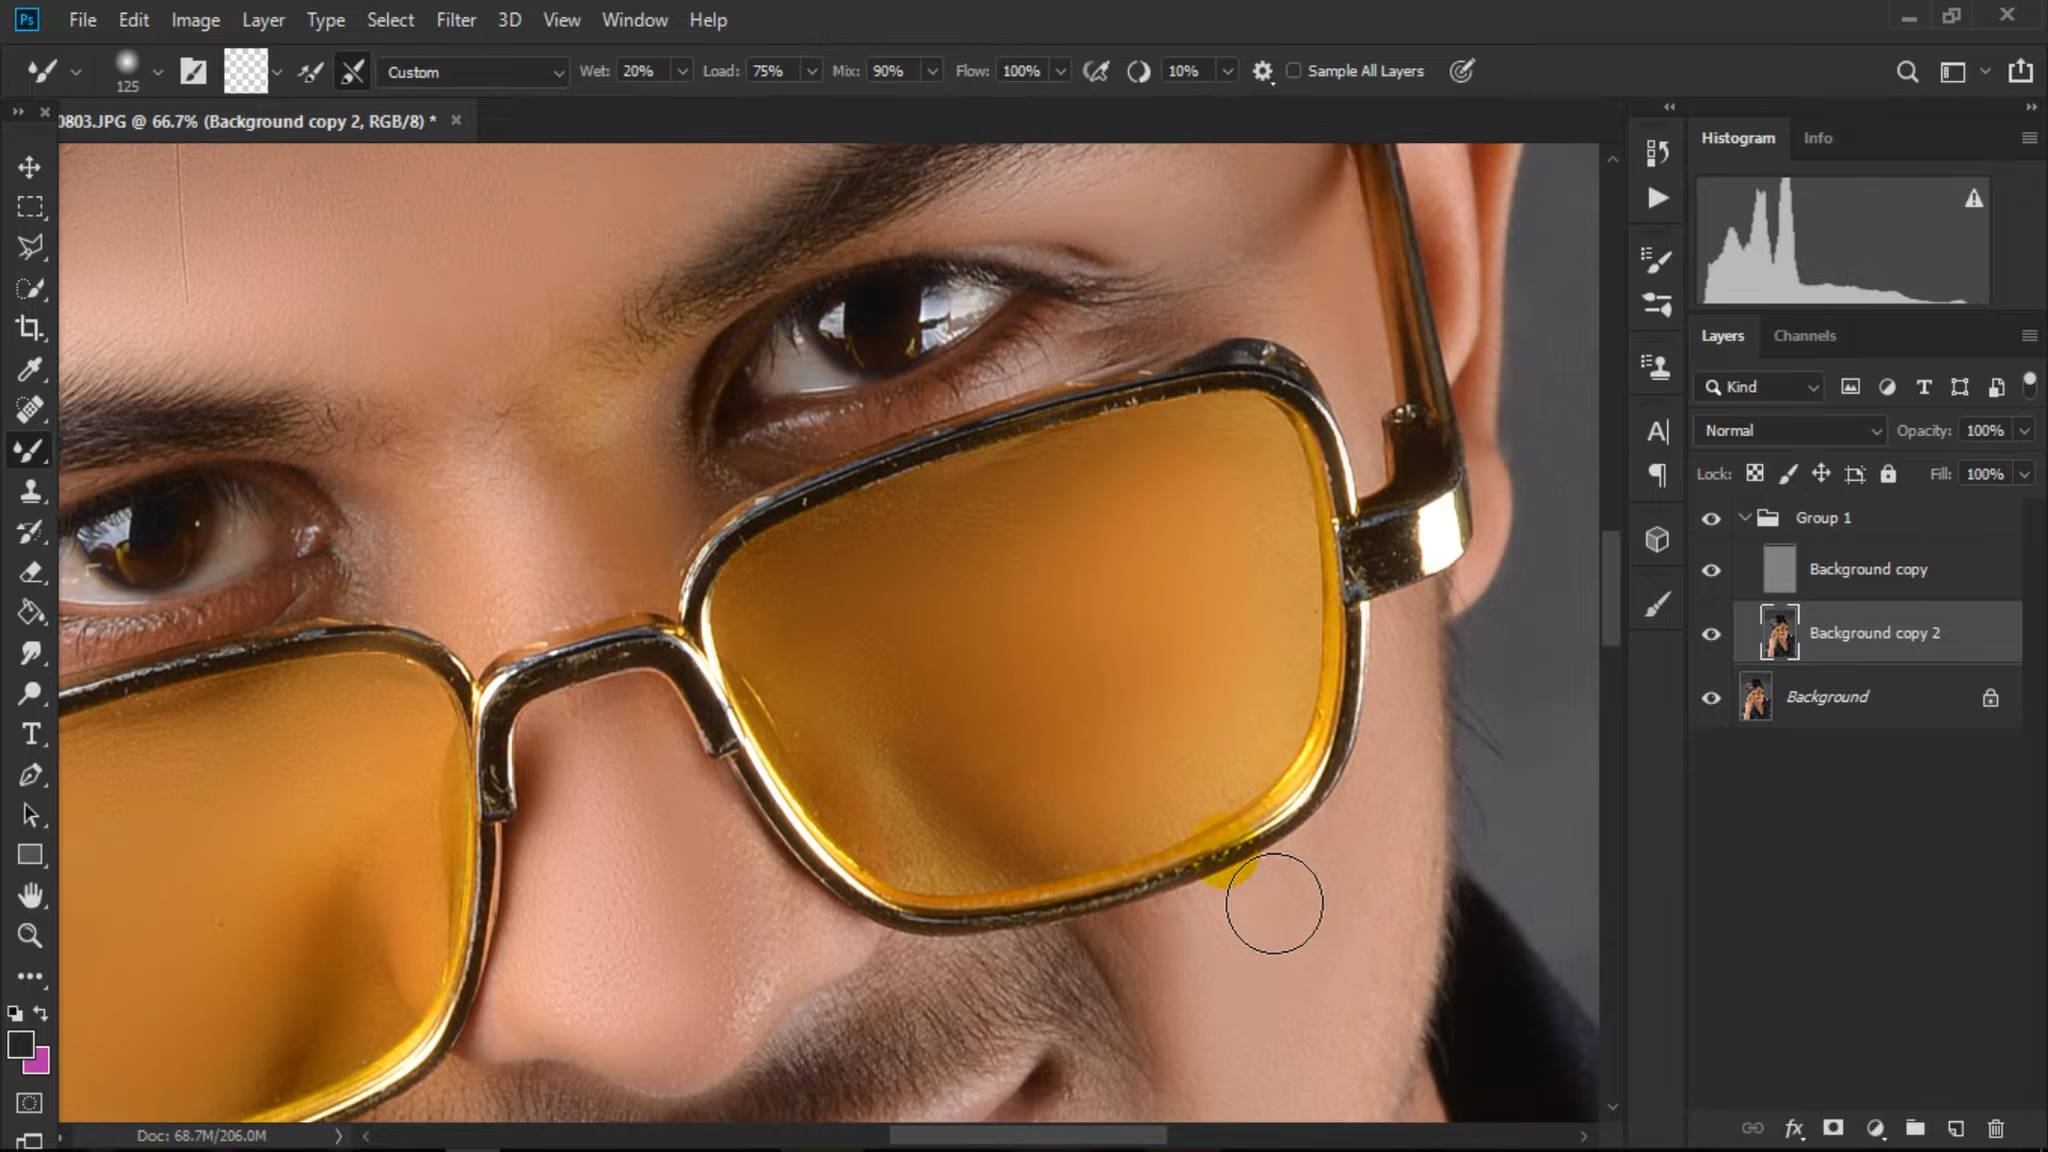 Ps File Edit Image Layer Select Filter 3D View Window Help
125 Custom Wet: 20% Load: 75% Mix: 90% Flow: 100% 10% Sample All Layers
0803.JPG @ 66.7% (Background copy 2, RGB/8) *
Histogram Info
Layers Channels
Kind
Normal Opacity: 100%
Lock: Fill: 100%
Group 1
Background copy
Background copy 2
Background
Doc: 68.7M/206.0M